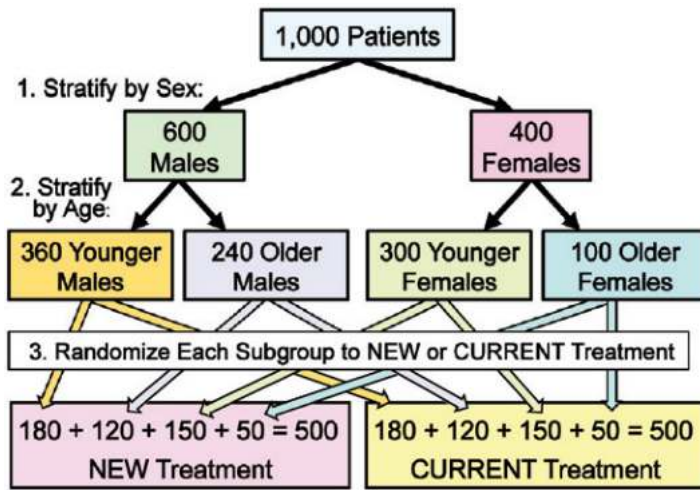 1,000 Patients
1. Stratify by Sex:
600
Males
400
Females
2. Stratify
by Age:
360 Younger
Males
240 Older
Males
300 Younger
Females
100 Older
Females
3. Randomize Each Subgroup to NEW or CURRENT Treatment
180 + 120 + 150 + 50 = 500
NEW Treatment
180 + 120 + 150 + 50 = 500
CURRENT Treatment